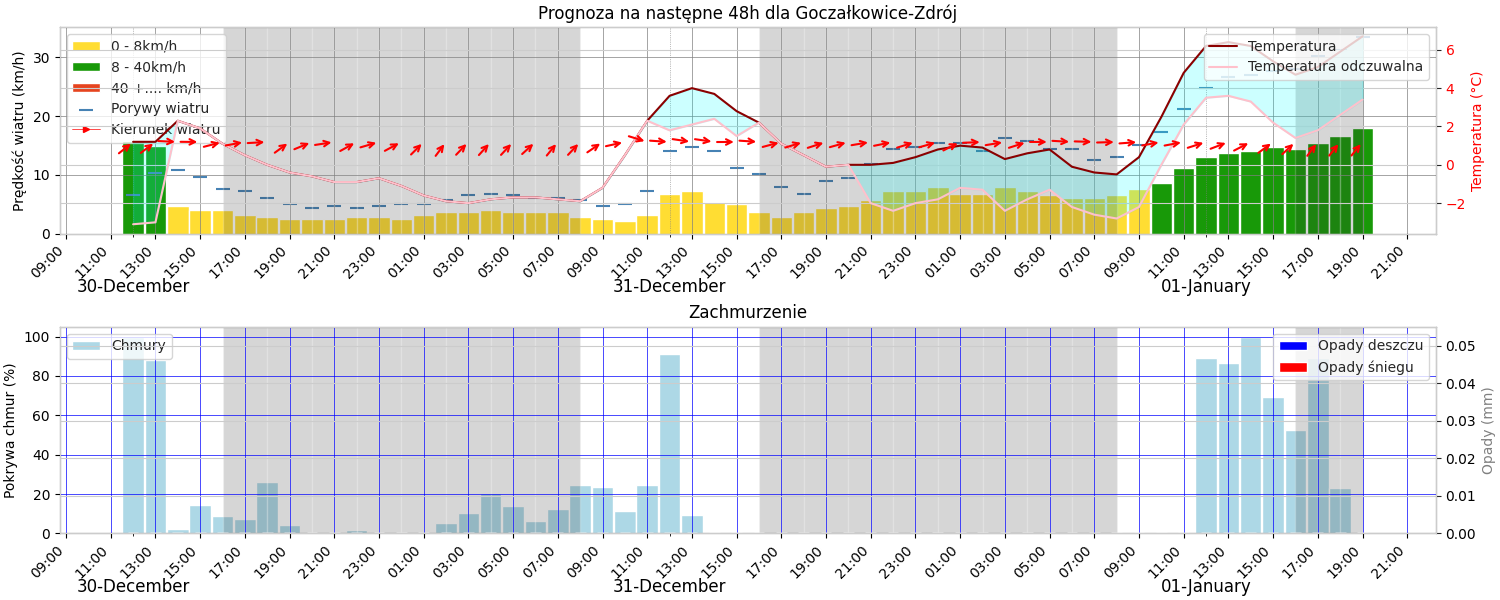 Prognoza na następne 48h dla Goczałkowice-Zdrój
Prędkość wiatru (km/h)
30
20
10
0
0 - 8km/h
8 - 40km/h
40 +.... km/h
Porywy wiatru
Kierunek wiatru
Temperatura
Temperatura odczuwalna
6
4
2
0
−2
Temperatura (°C)
09:00 11:00 13:00 15:00 17:00 19:00 21:00 23:00 01:00 03:00 05:00 07:00 09:00 11:00 13:00 15:00 17:00 19:00 21:00 23:00 01:00 03:00 05:00 07:00 09:00 11:00 13:00 15:00 17:00 19:00 21:00
30-December 31-December 01-January
Zachmurzenie
Pokrywa chmur (%)
100
80
60
40
20
0
Chmury
Opady deszczu
Opady śniegu
0.05
0.04
0.03
0.02
0.01
0.00
Opady (mm)
09:00 11:00 13:00 15:00 17:00 19:00 21:00 23:00 01:00 03:00 05:00 07:00 09:00 11:00 13:00 15:00 17:00 19:00 21:00 23:00 01:00 03:00 05:00 07:00 09:00 11:00 13:00 15:00 17:00 19:00 21:00
30-December 31-December 01-January